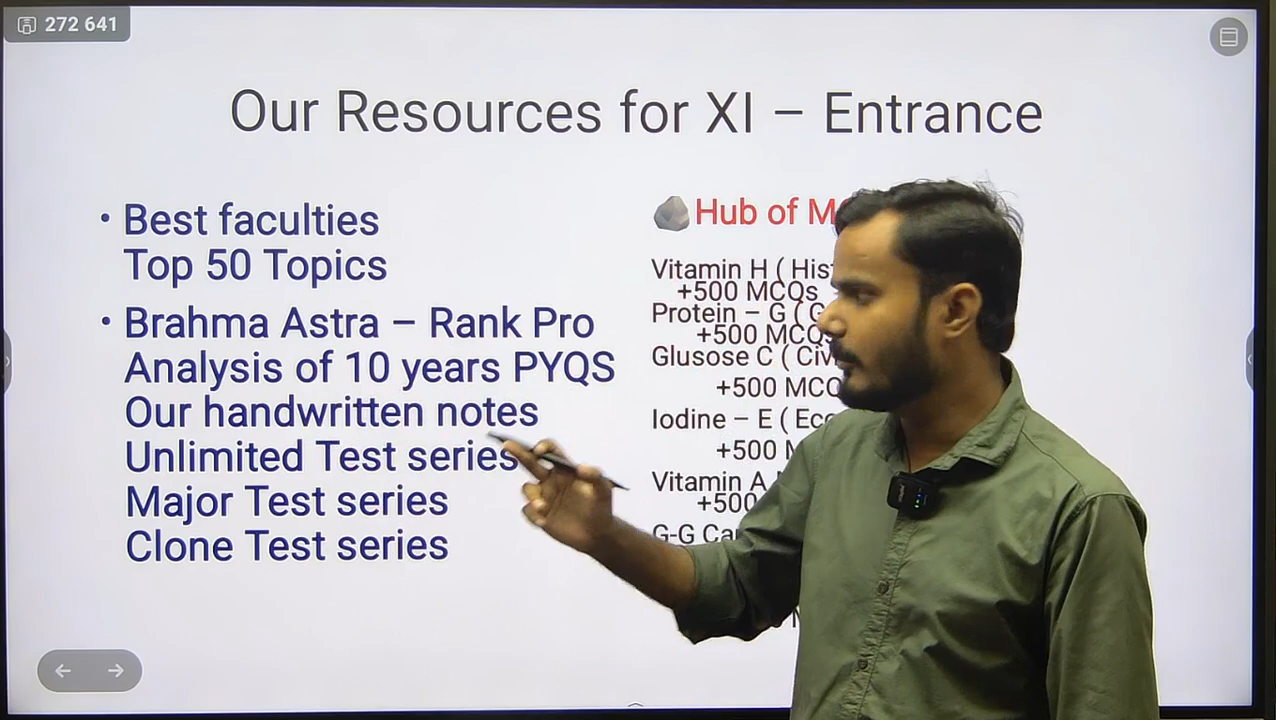 272 641
Our Resources for XI – Entrance
• Best faculties
Top 50 Topics
• Brahma Astra – Rank Pro
Analysis of 10 years PYQS
Our handwritten notes
Unlimited Test series
Major Test series
Clone Test series
Hub of
Vitamin H (
+500 MCQs
Protein – G (
+500 MCQs
Glusose C (
+500
Iodine – E (
+500
Vitamin A
+500
G-G